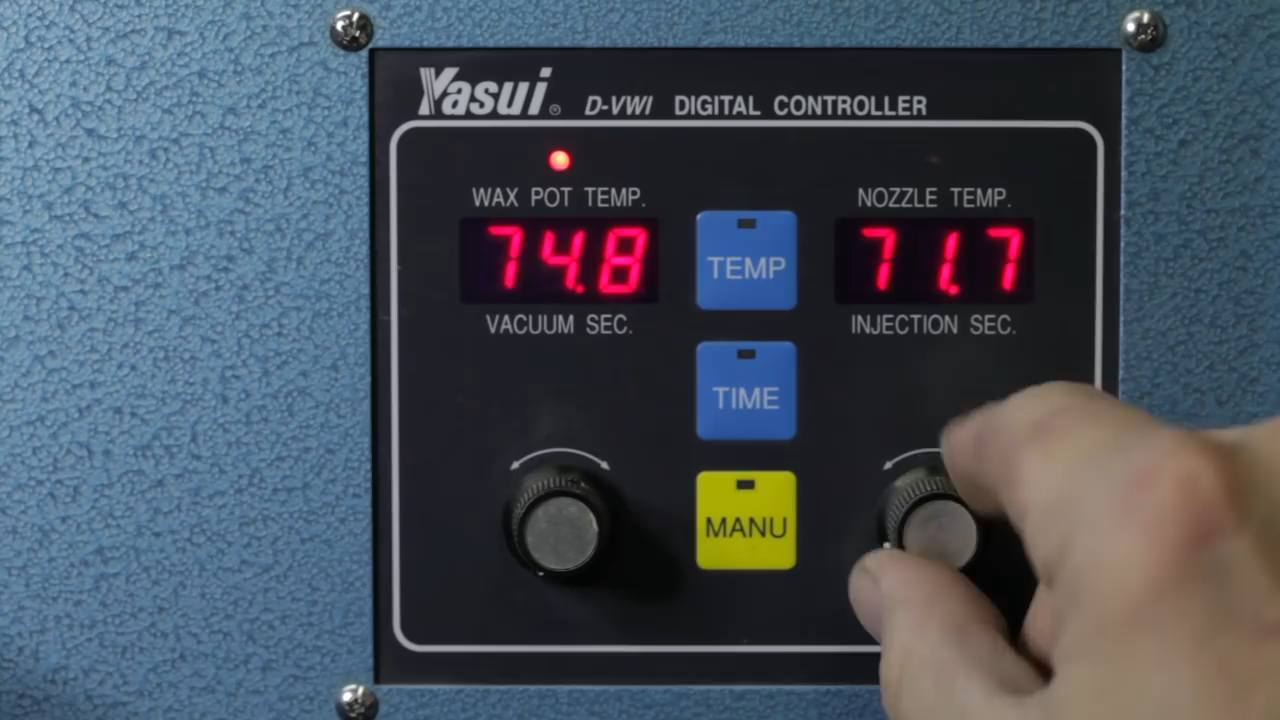 Yasui® D-VWI DIGITAL CONTROLLER
WAX POT TEMP.
NOZZLE TEMP.
74.8
TEMP
71.7
VACUUM SEC.
INJECTION SEC.
TIME
MANU